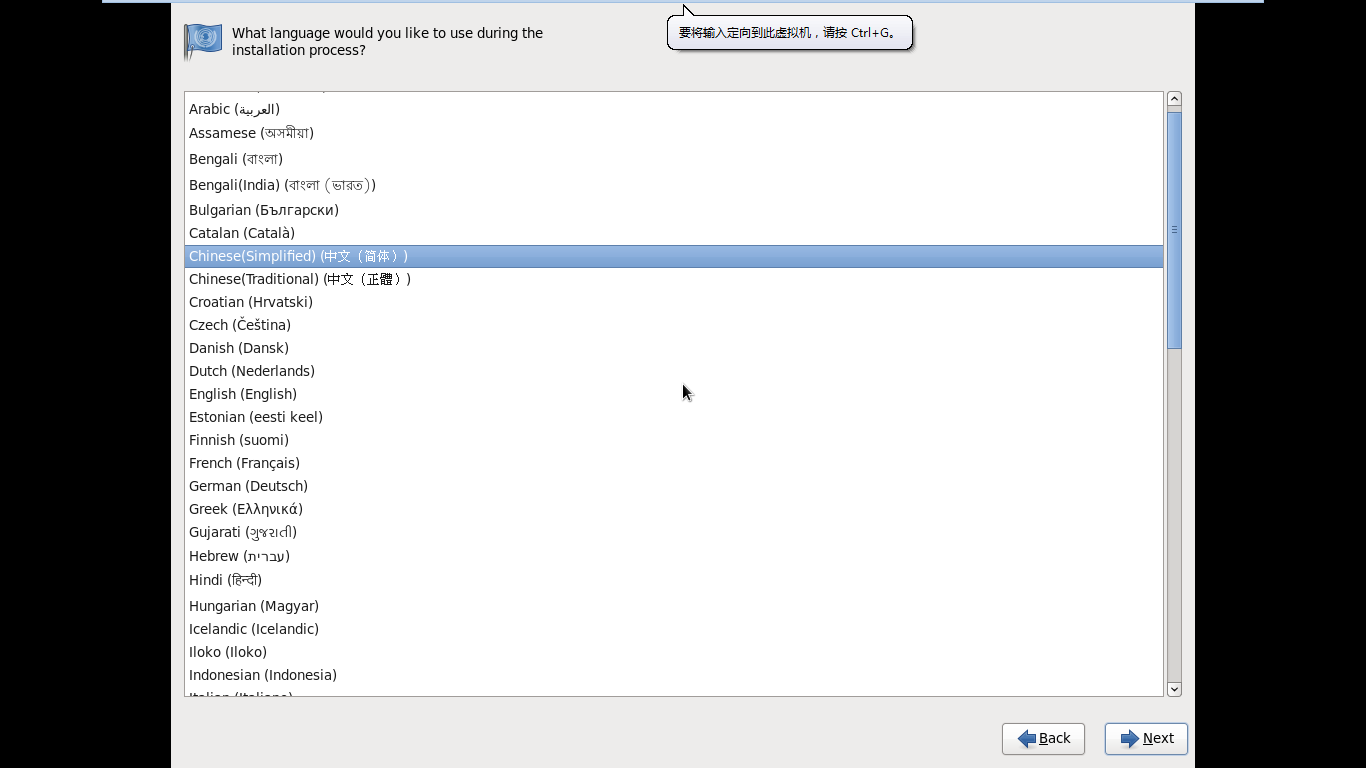 What language would you like to use during the
installation process?
要将输入定向到此虚拟机，请按 Ctrl+G。
Arabic (العربية)
Assamese (অসমীয়া)
Bengali (বাংলা)
Bengali(India) (বাংলা (ভারত))
Bulgarian (Български)
Catalan (Català)
Chinese(Simplified) (中文（简体）)
Chinese(Traditional) (中文（正體）)
Croatian (Hrvatski)
Czech (Čeština)
Danish (Dansk)
Dutch (Nederlands)
English (English)
Estonian (eesti keel)
Finnish (suomi)
French (Français)
German (Deutsch)
Greek (Ελληνικά)
Gujarati (ગુજરાતી)
Hebrew (עברית)
Hindi (हिन्दी)
Hungarian (Magyar)
Icelandic (Icelandic)
Iloko (Iloko)
Indonesian (Indonesia)
Italian (Italiano)
Back
Next